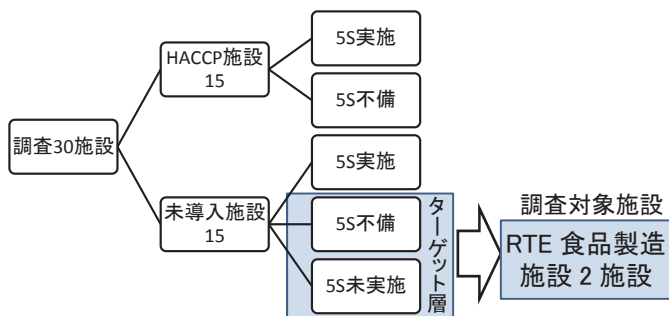 調査30施設
HACCP施設
15
未導入施設
15
5S実施
5S不備
5S実施
5S不備
5S未実施
ターゲット層
調査対象施設
RTE 食品製造
施設 2 施設